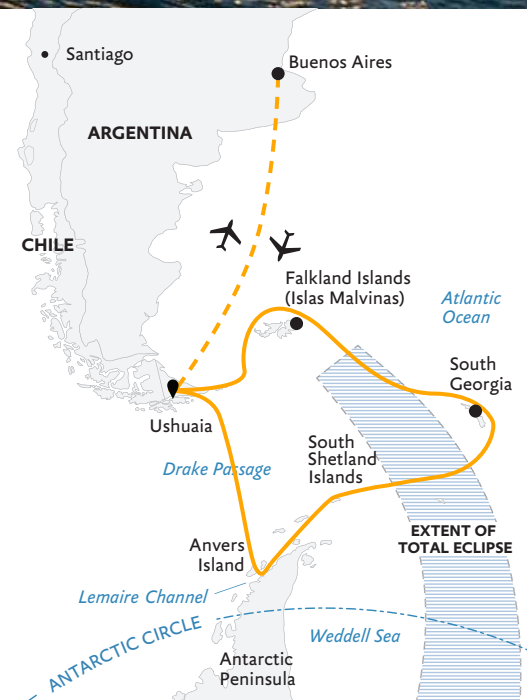 Santiago
Buenos Aires
ARGENTINA
CHILE
Falkland Islands
(Islas Malvinas)
Atlantic
Ocean
South
Georgia
Ushuaia
South
Shetland
Islands
Drake Passage
EXTENT OF
TOTAL ECLIPSE
Anvers
Island
Lemaire Channel
ANTARCTIC CIRCLE
Weddell Sea
Antarctic
Peninsula